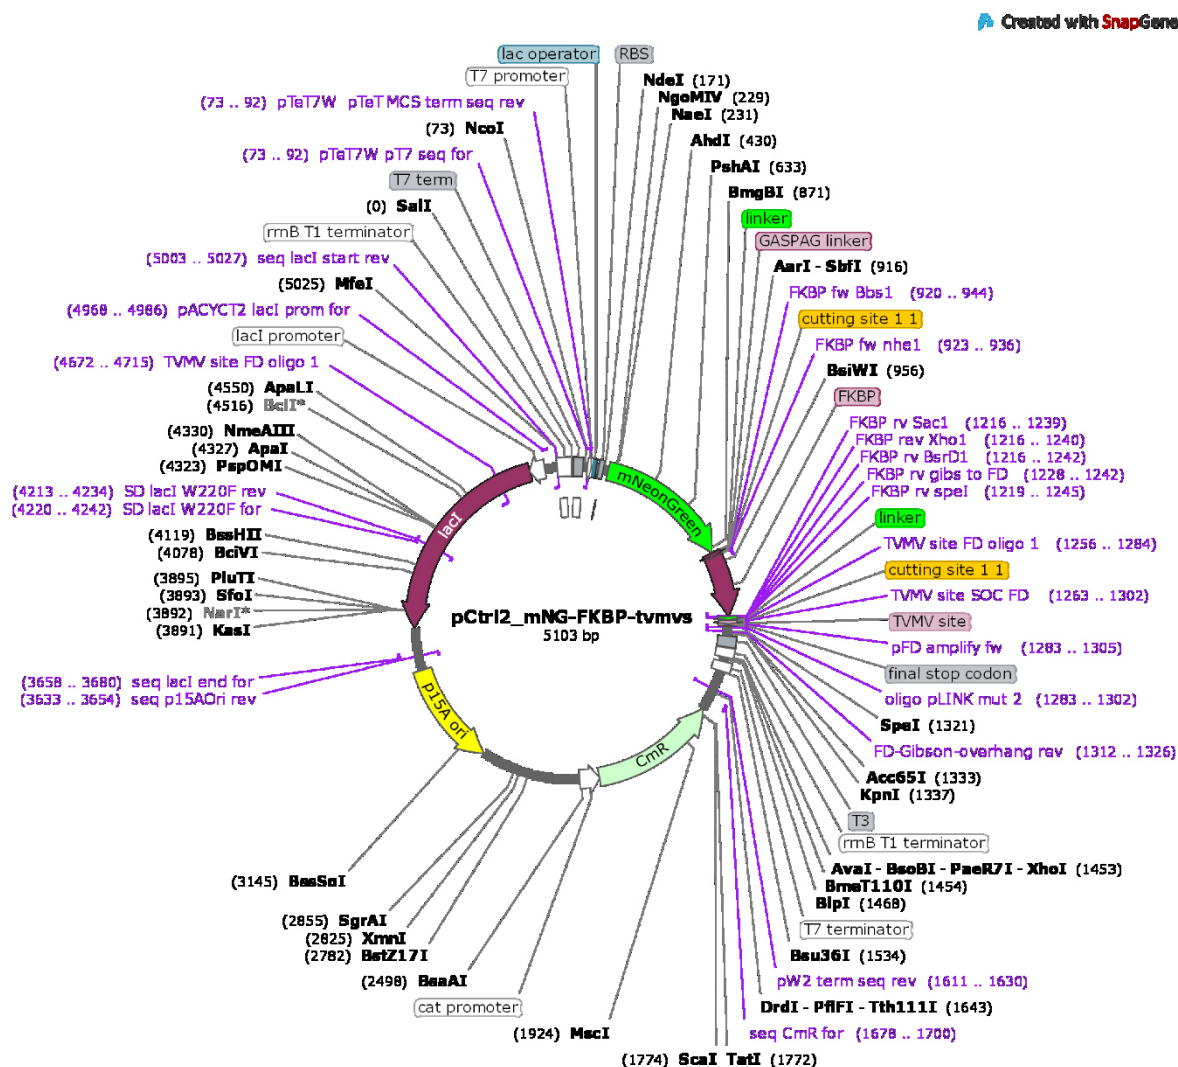 Created with SnapGene
lac operator
RBS
T7 promoter
NdeI (171)
(73 .. 92) pTeT7W pTeT MCS term seq rev
NgoMIV (229)
NaeI (231)
(73) NcoI
AhdI (430)
(73 .. 92) pTeT7W pT7 seq for
PshAI (633)
T7 term
BmgBI (871)
(0) SalI
linker
rrnB T1 terminator
GASPAG linker
(5003 .. 5027) seq lacI start rev
AarI - SbfI (916)
(5025) MfeI
FKBP fw Bbs1 (920 .. 944)
(4968 .. 4986) pACYCT2 lacI prom for
cutting site 1 1
lacI promoter
FKBP fw nhe1 (923 .. 936)
(4672 .. 4715) TVMV site FD oligo 1
BsiWI (956)
(4550) ApaLI
FKBP
(4516) BclI*
FKBP rv Sac1 (1216 .. 1239)
(4330) NmeAIII
FKBP rev Xho1 (1216 .. 1240)
(4327) ApaI
FKBP rv BsrD1 (1216 .. 1242)
(4323) PspOMI
FKBP rv gibs to FD (1228 .. 1242)
mNeonGreen
FKBP rv speI (1219 .. 1245)
(4213 .. 4234) SD lacI W220F rev
(4220 .. 4242) SD lacI W220F for
lacI
linker
(4119) BssHII
TVMV site FD oligo 1 (1256 .. 1284)
(4078) BciVI
cutting site 1 1
(3895) PluTI
TVMV site SOC FD (1263 .. 1302)
(3893) SfoI
(3892) NarI*
pCtrl2_mNG-FKBP-tvmvs
TVMV site
(3891) KasI
5103 bp
pFD amplify fw (1283 .. 1305)
final stop codon
(3658 .. 3680) seq lacI end for
(3633 .. 3654) seq p15AOri rev
oligo pLINK mut 2 (1283 .. 1302)
p15A ori
SpeI (1321)
FD-Gibson-overhang rev (1312 .. 1326)
CmR
Acc65I (1333)
KpnI (1337)
T3
rrnB T1 terminator
AvaI - BsoBI - PaeR7I - XhoI (1453)
(3145) BssSαI
BmeT110I (1454)
BlpI (1468)
(2855) SgrAI
T7 terminator
(2825) XmnI
(2782) BstZ17I
Bsu36I (1534)
(2498) BsaAI
pW2 term seq rev (1611 .. 1630)
cat promoter
DrdI - PflFI - Tth111I (1643)
(1924) MscI
seq CmR for (1678 .. 1700)
(1774) ScaI TatI (1772)